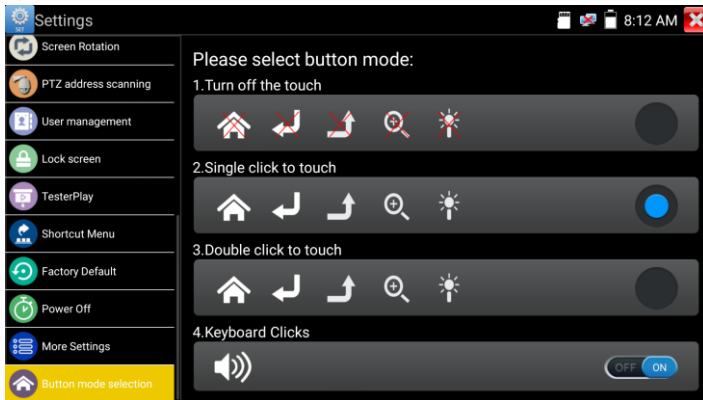 SET
Settings
8:12 AM
Screen Rotation
PTZ address scanning
User management
Lock screen
TesterPlay
Shortcut Menu
Factory Default
Power Off
More Settings
Button mode selection
Please select button mode:
1.Turn off the touch
2.Single click to touch
3.Double click to touch
4.Keyboard Clicks
OFF ON